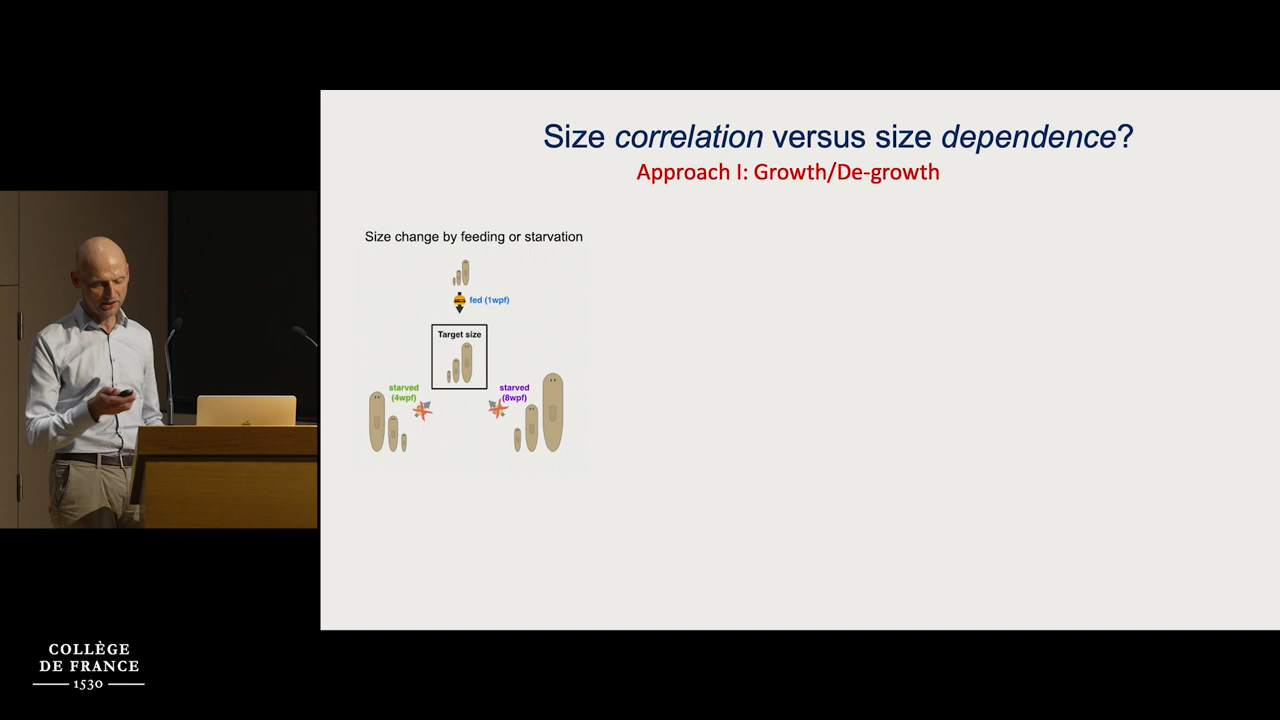 Size correlation versus size dependence?
Approach I: Growth/De-growth
Size change by feeding or starvation
fed (1wpf)
Target size
starved
(4wpf)
starved
(8wpf)
COLLÈGE
DE FRANCE
1530